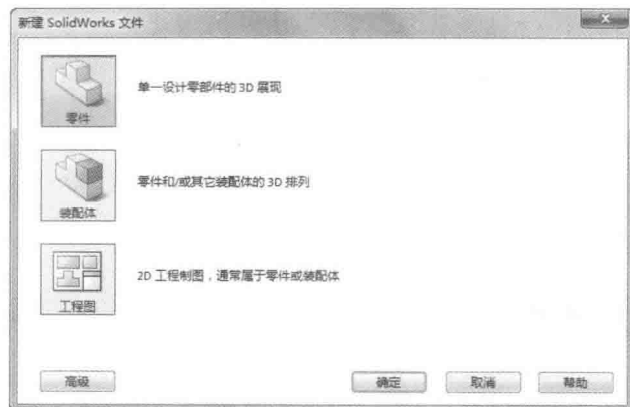 新建 SolidWorks 文件
单一设计零部件的 3D 展现
零件
零件和/或其它装配体的 3D 排列
装配体
2D 工程制图，通常属于零件或装配体
工程图
高级 确定 取消 帮助